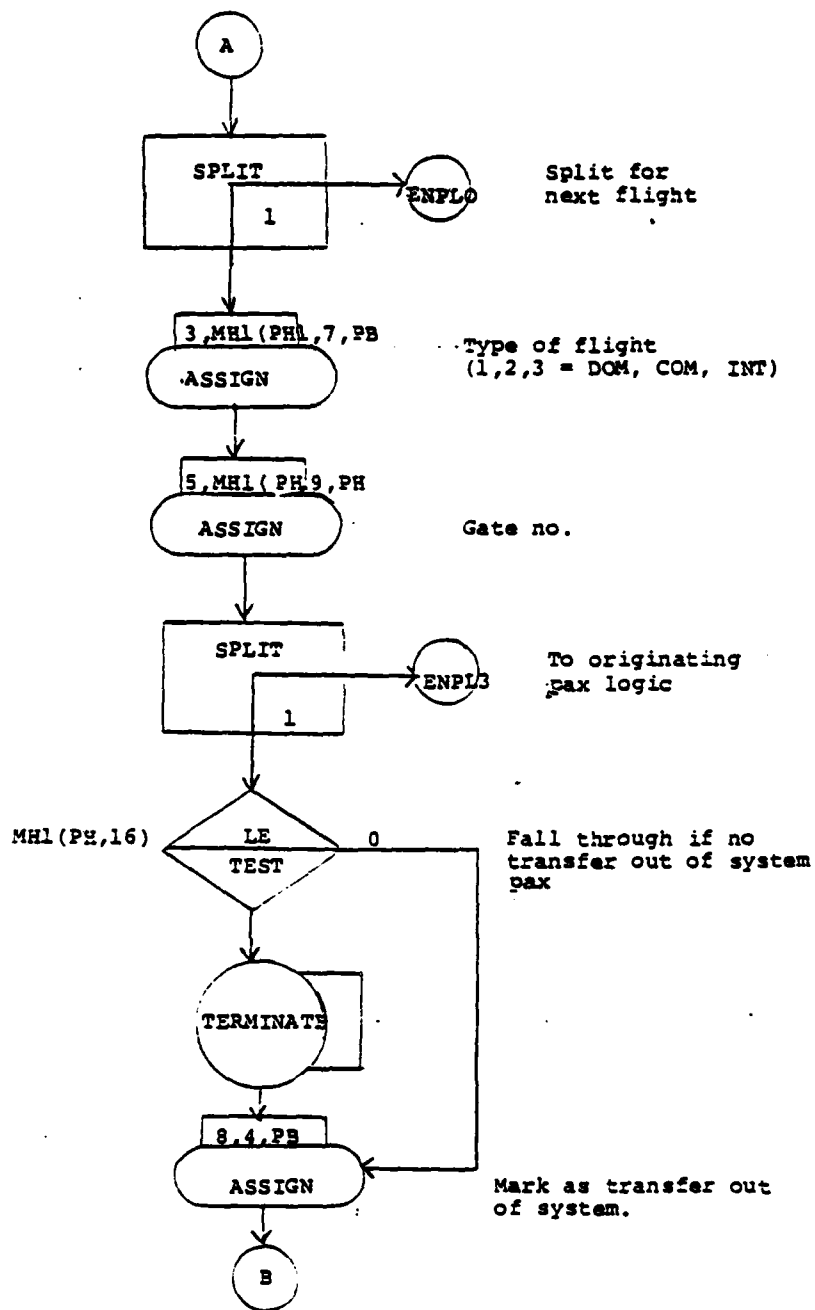 A
SPLIT
1
ENPL0
Split for
next flight
3,MH1(PH1,7,PB
ASSIGN
Type of flight
(1,2,3 = DOM, COM, INT)
5,MH1(PH19,PH
ASSIGN
Gate no.
SPLIT
1
ENPL3
To originating
pax logic
MH1(PH,16)
LE
TEST
0
Fall through if no
transfer out of system
pax
TERMINATE
8,4,PB
ASSIGN
Mark as transfer out
of system.
B